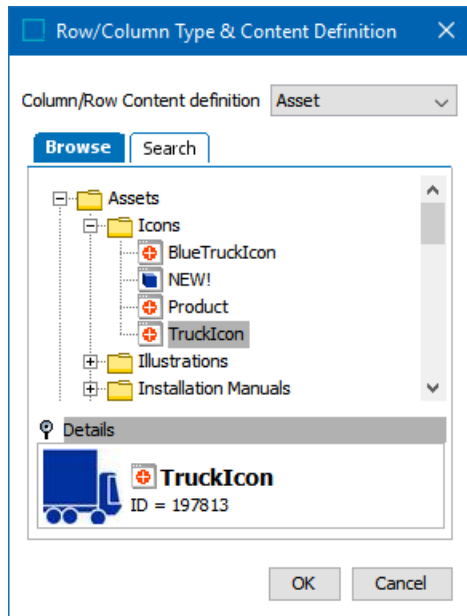 Row/Column Type & Content Definition
Column/Row Content definition Asset
Browse Search
Assets
Icons
BlueTruckIcon
NEW!
Product
TruckIcon
Illustrations
Installation Manuals
Details
TruckIcon
ID = 197813
OK Cancel